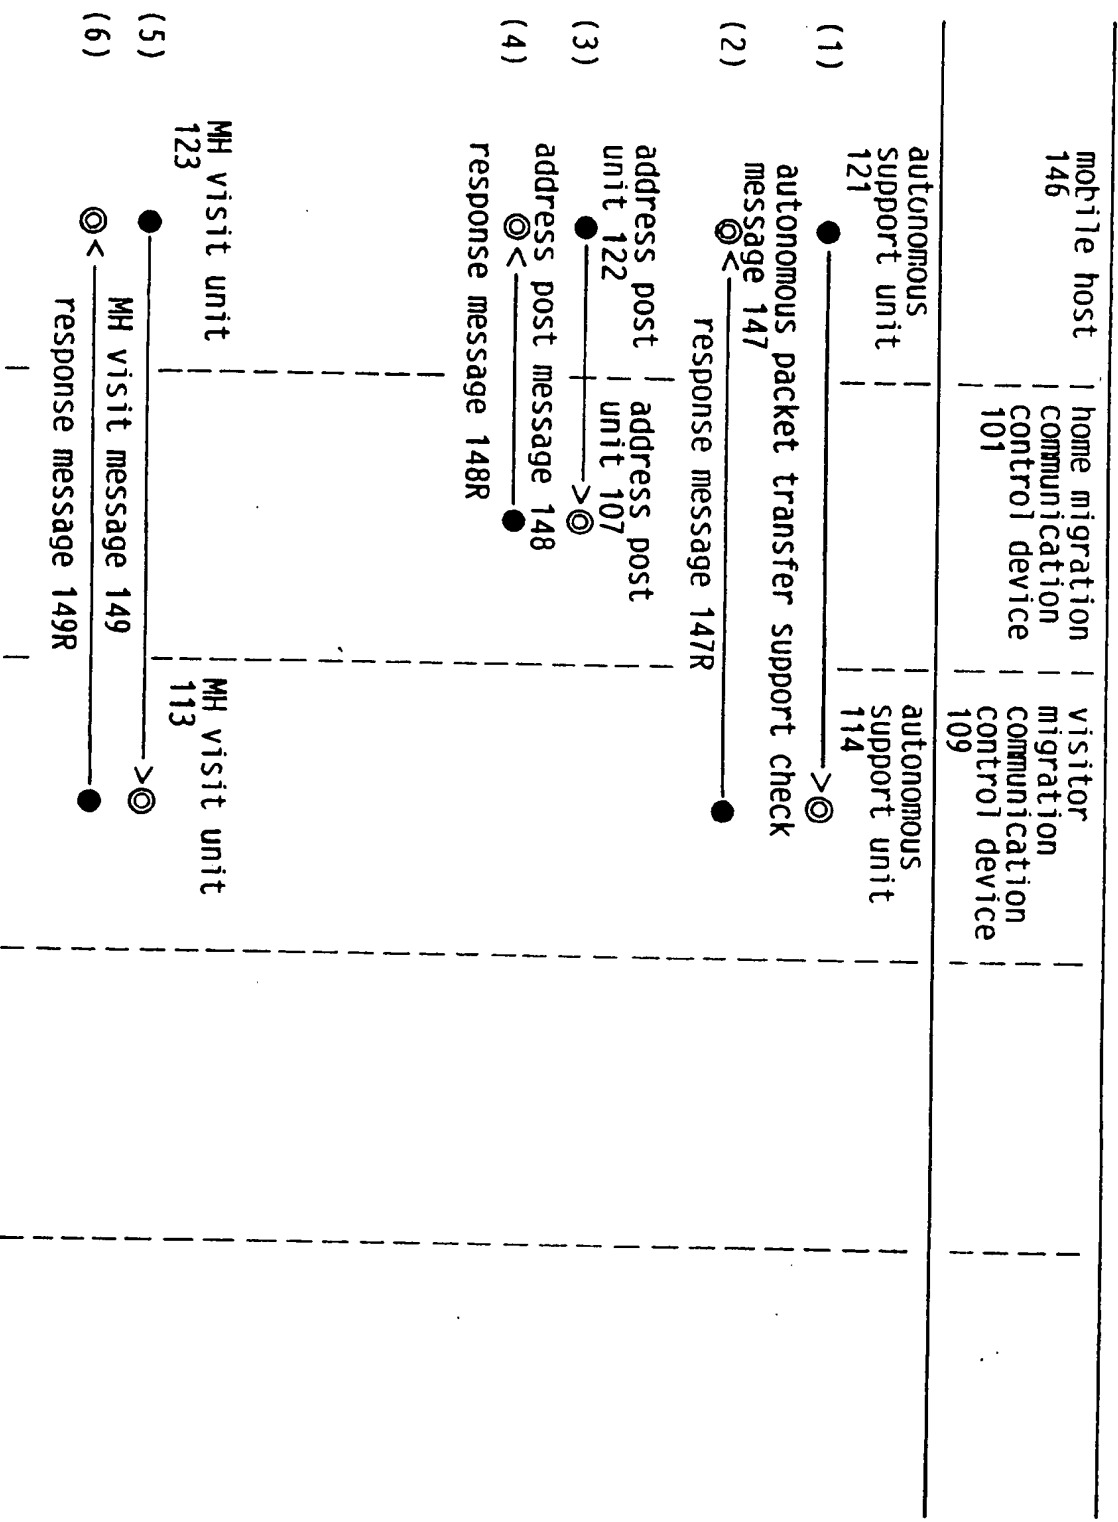 mobile host
146
home migration
communication
control device
101
visitor
migration
communication
control device
109
autonomous
support unit
121
autonomous
support unit
114
(1)
autonomous packet transfer support check
message 147
(2)
response message 147R
address post
unit 122
address post
unit 107
(3)
address post message 148
(4)
response message 148R
MH visit unit
123
MH visit unit
113
(5)
MH visit message 149
(6)
response message 149R